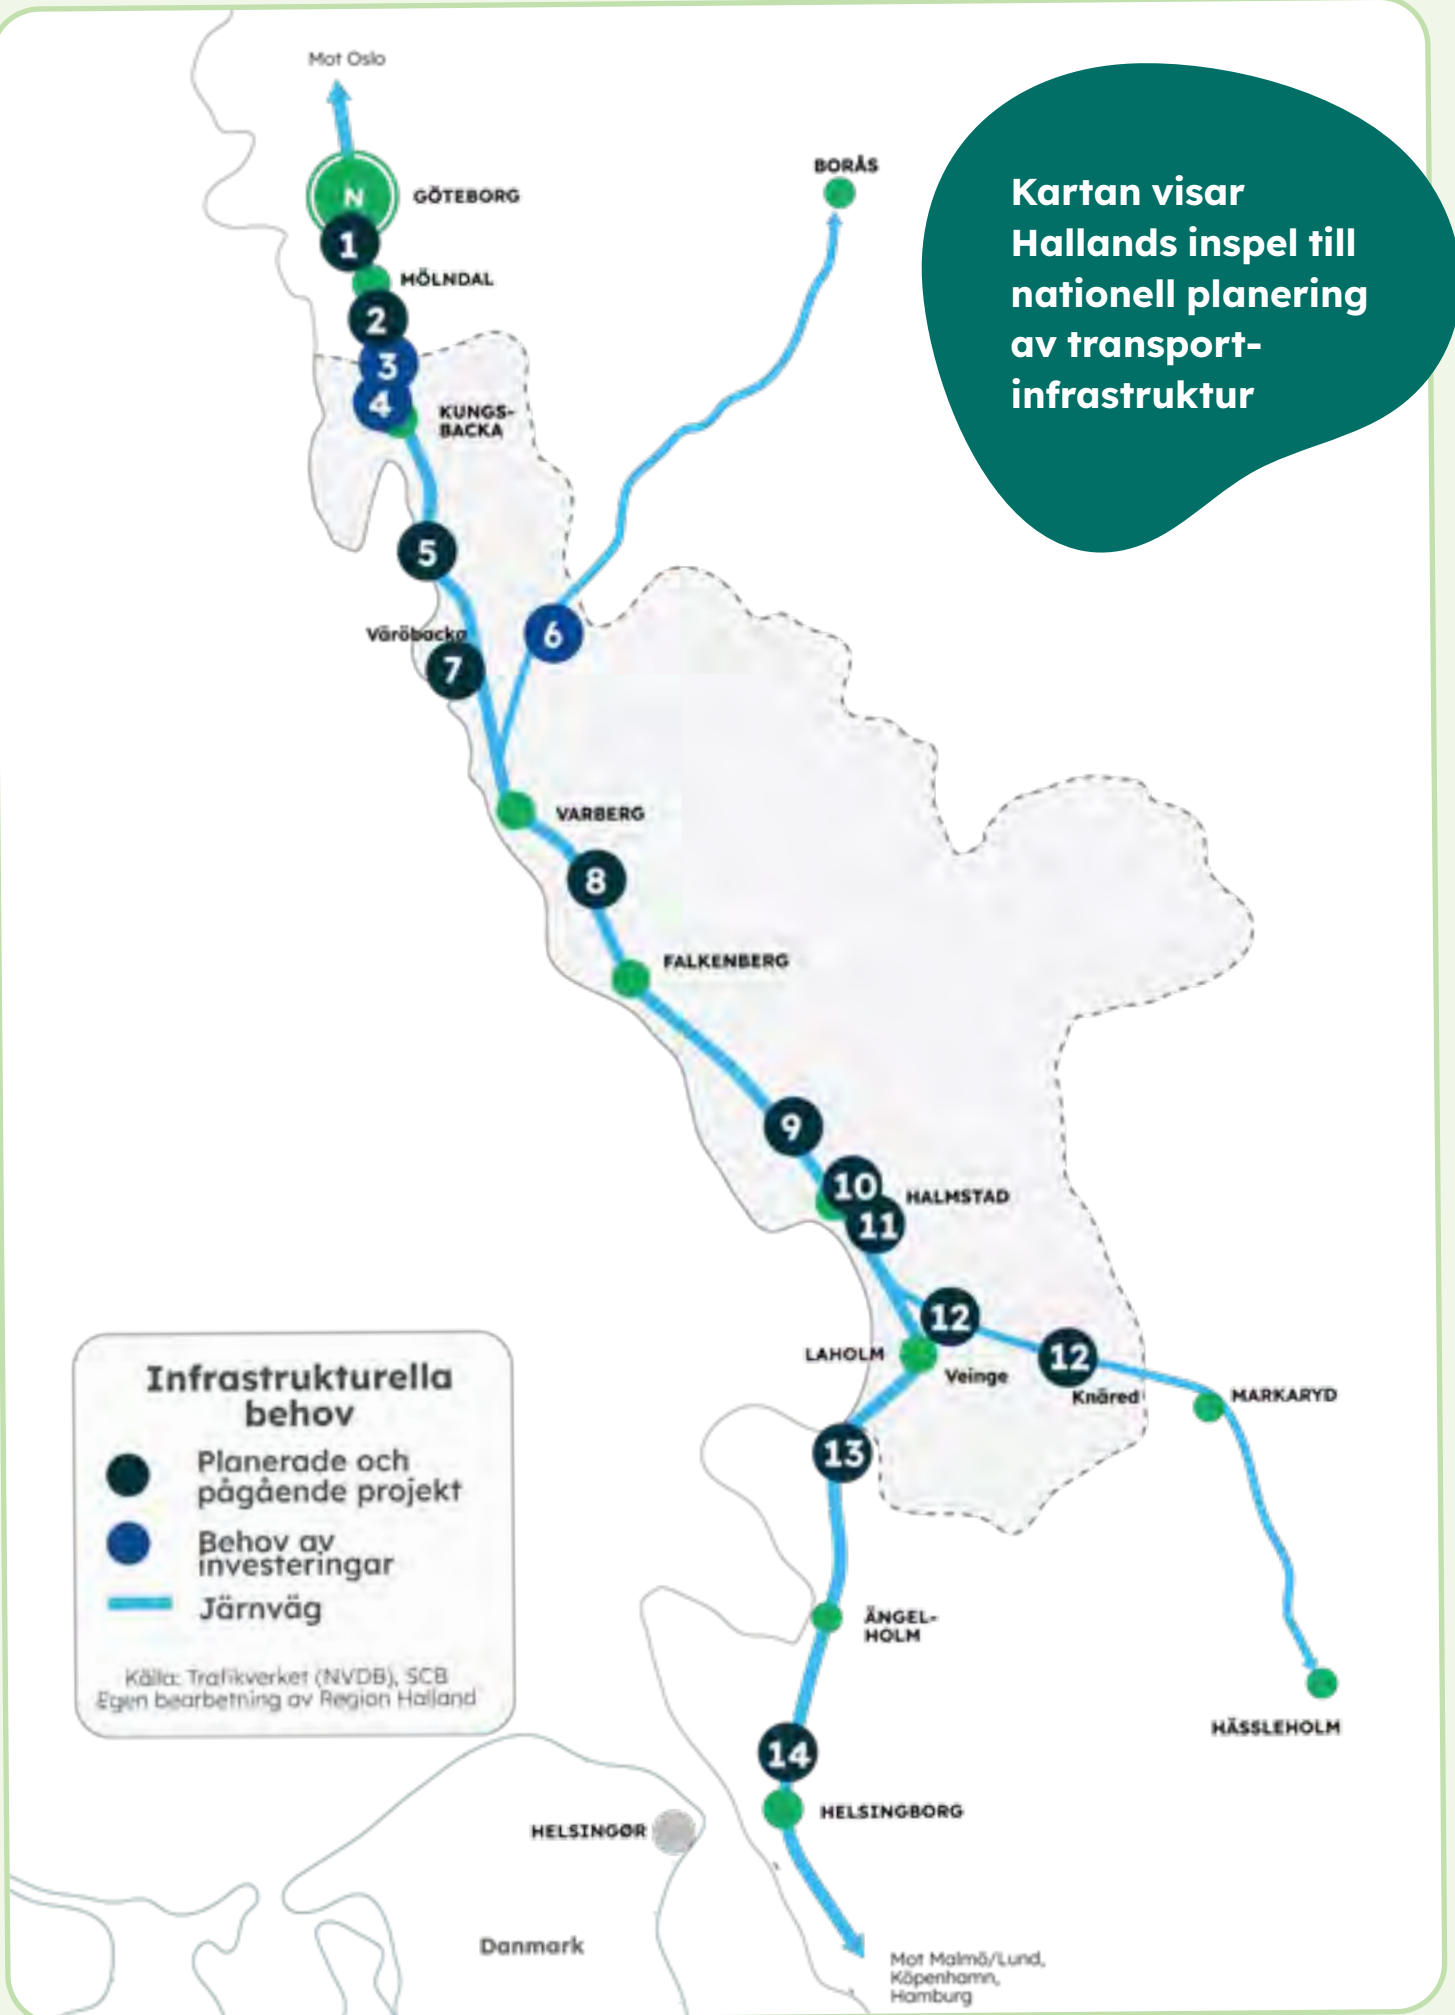 Mot Oslo
N
GÖTEBORG
1
MÖLNDAL
2
3
4
KUNGS-
BACKA
BORÅS
Kartan visar
Hallands inspel till
nationell planering
av transport-
infrastruktur
5
6
Väröbacka
7
VARBERG
8
FALKENBERG
9
10
HALMSTAD
11
12
LAHOLM
Veinge
12
Knäred
MARKARYD
13
ÄNGEL-
HOLM
HÄSSLEHOLM
14
HELSINGBORG
HELSINGØR
Danmark
Mot Malmö/Lund,
Köpenhamn,
Hamburg
Infrastrukturella
behov
Planerade och
pågående projekt
Behov av
investeringar
Järnväg
Källa: Trafikverket (NVDB), SCB
Egen bearbetning av Region Halland